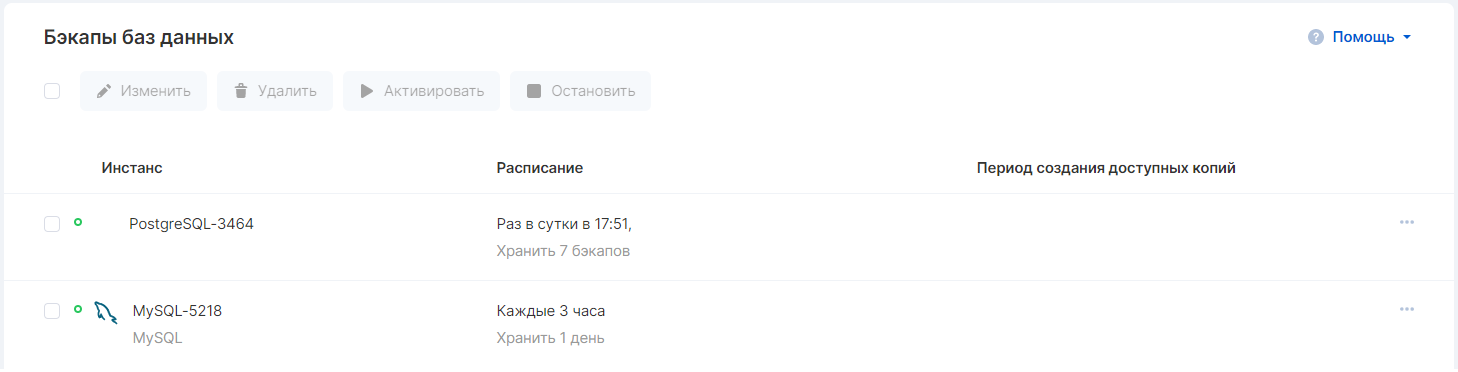 Бэкапы баз данных
? Помощь
Изменить Удалить Активировать Остановить
Инстанс Расписание Период создания доступных копий
PostgreSQL-3464 Раз в сутки в 17:51,
Хранить 7 бэкапов
MySQL-5218 Каждые 3 часа
MySQL Хранить 1 день